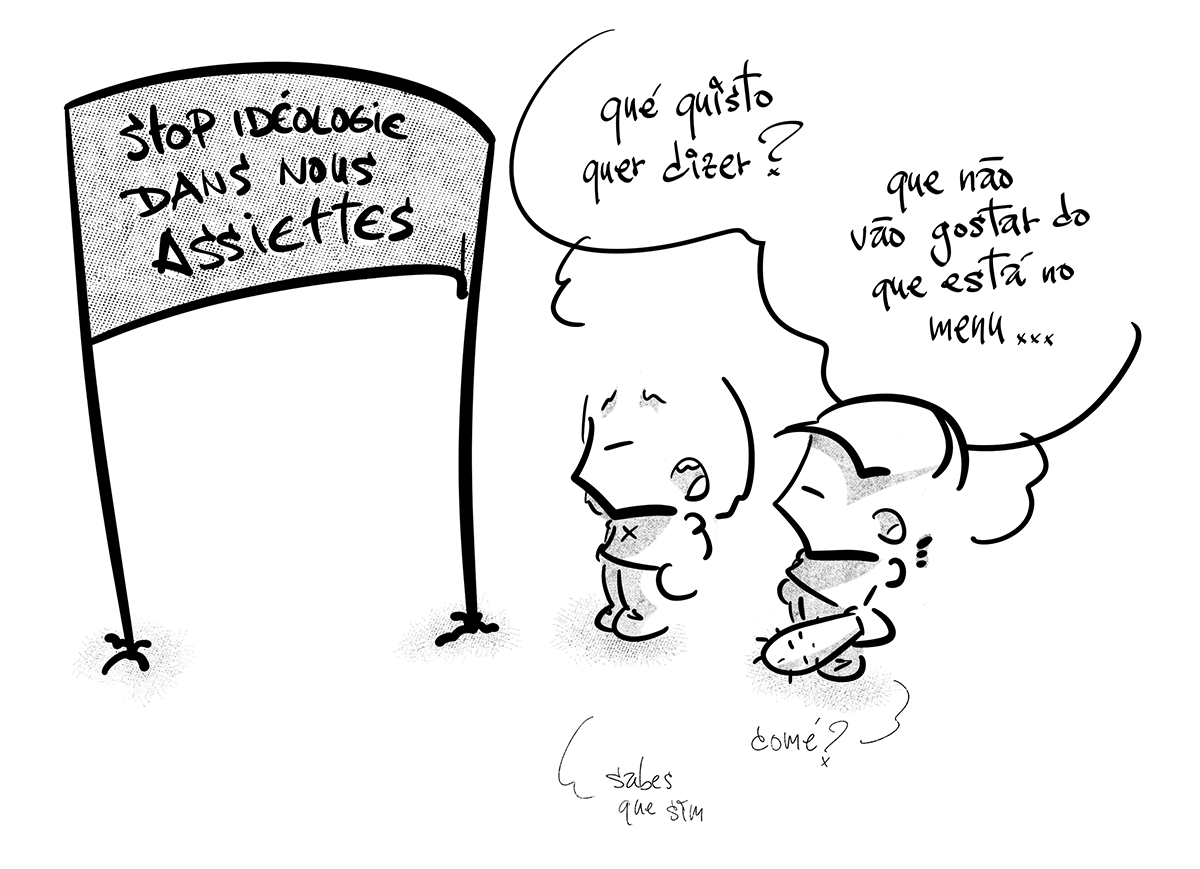 STOP IDÉOLOGIE
DANS NOUS
ASSIETTES
qué quisto
quer dizer?
que não
vão gostar do
que está no
menu...
comé?
sabes
que sim